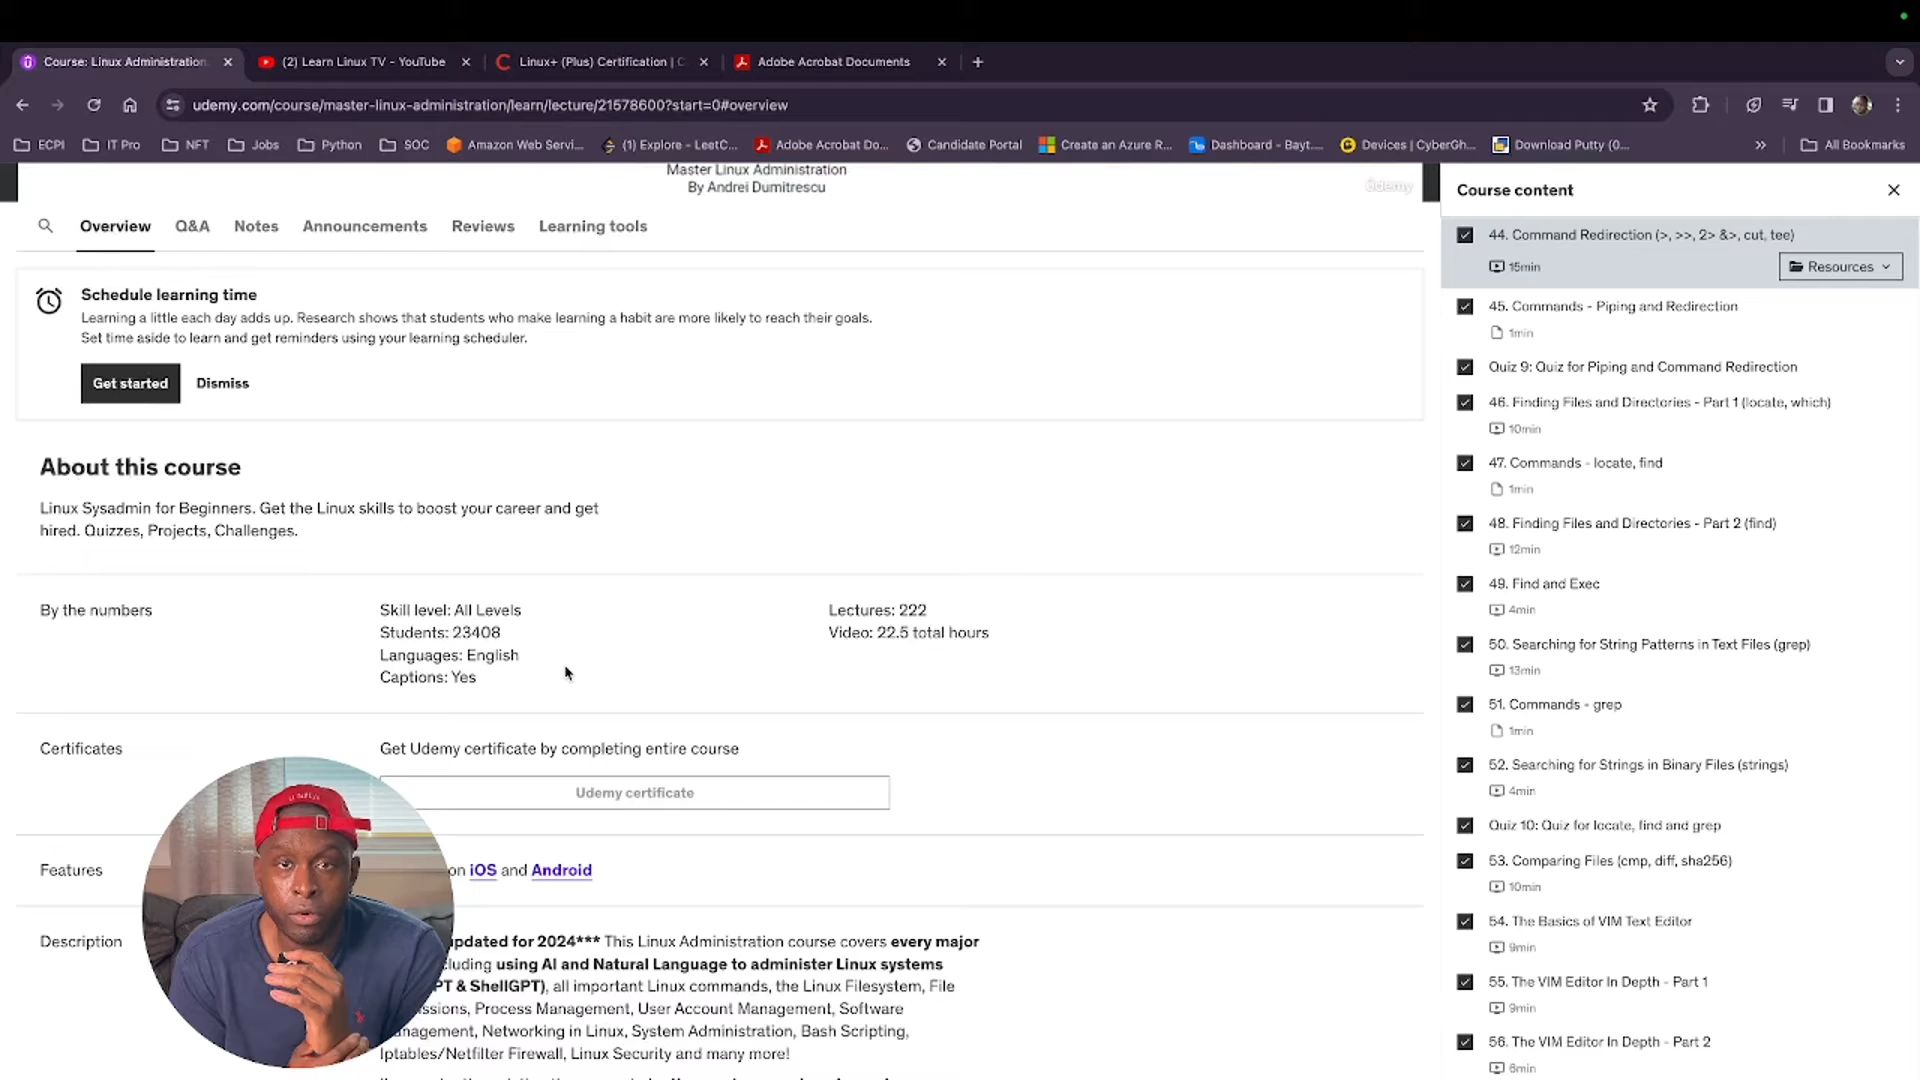 Course: Linux Administration
(2) Learn Linux TV - YouTube
Linux+ (Plus) Certification | C
Adobe Acrobat Documents
udemy.com/course/master-linux-administration/learn/lecture/21578600?start=0#overview
ECPI
IT Pro
NFT
Jobs
Python
SOC
Amazon Web Servi...
(1) Explore - LeetC...
Adobe Acrobat Do...
Candidate Portal
Create an Azure R...
Dashboard - Bayt....
Devices | CyberGh...
Download Putty (0...
»
All Bookmarks
Master Linux Administration
By Andrei Dumitrescu
ûdemy
Overview
Q&A
Notes
Announcements
Reviews
Learning tools
Schedule learning time
Learning a little each day adds up. Research shows that students who make learning a habit are more likely to reach their goals.
Set time aside to learn and get reminders using your learning scheduler.
Get started
Dismiss
About this course
Linux Sysadmin for Beginners. Get the Linux skills to boost your career and get
hired. Quizzes, Projects, Challenges.
By the numbers
Skill level: All Levels
Students: 23408
Languages: English
Captions: Yes
Lectures: 222
Video: 22.5 total hours
Certificates
Get Udemy certificate by completing entire course
Udemy certificate
Features
on iOS and Android
Description
updated for 2024*** This Linux Administration course covers every major
cluding using AI and Natural Language to administer Linux systems
PT & ShellGPT), all important Linux commands, the Linux Filesystem, File
issions, Process Management, User Account Management, Software
nagement, Networking in Linux, System Administration, Bash Scripting,
Iptables/Netfilter Firewall, Linux Security and many more!
Course content
44. Command Redirection (>, >>, 2> &>, cut, tee)
15min
Resources
45. Commands - Piping and Redirection
1min
Quiz 9: Quiz for Piping and Command Redirection
46. Finding Files and Directories - Part 1 (locate, which)
10min
47. Commands - locate, find
1min
48. Finding Files and Directories - Part 2 (find)
12min
49. Find and Exec
4min
50. Searching for String Patterns in Text Files (grep)
13min
51. Commands - grep
1min
52. Searching for Strings in Binary Files (strings)
4min
Quiz 10: Quiz for locate, find and grep
53. Comparing Files (cmp, diff, sha256)
10min
54. The Basics of VIM Text Editor
9min
55. The VIM Editor In Depth - Part 1
9min
56. The VIM Editor In Depth - Part 2
6min